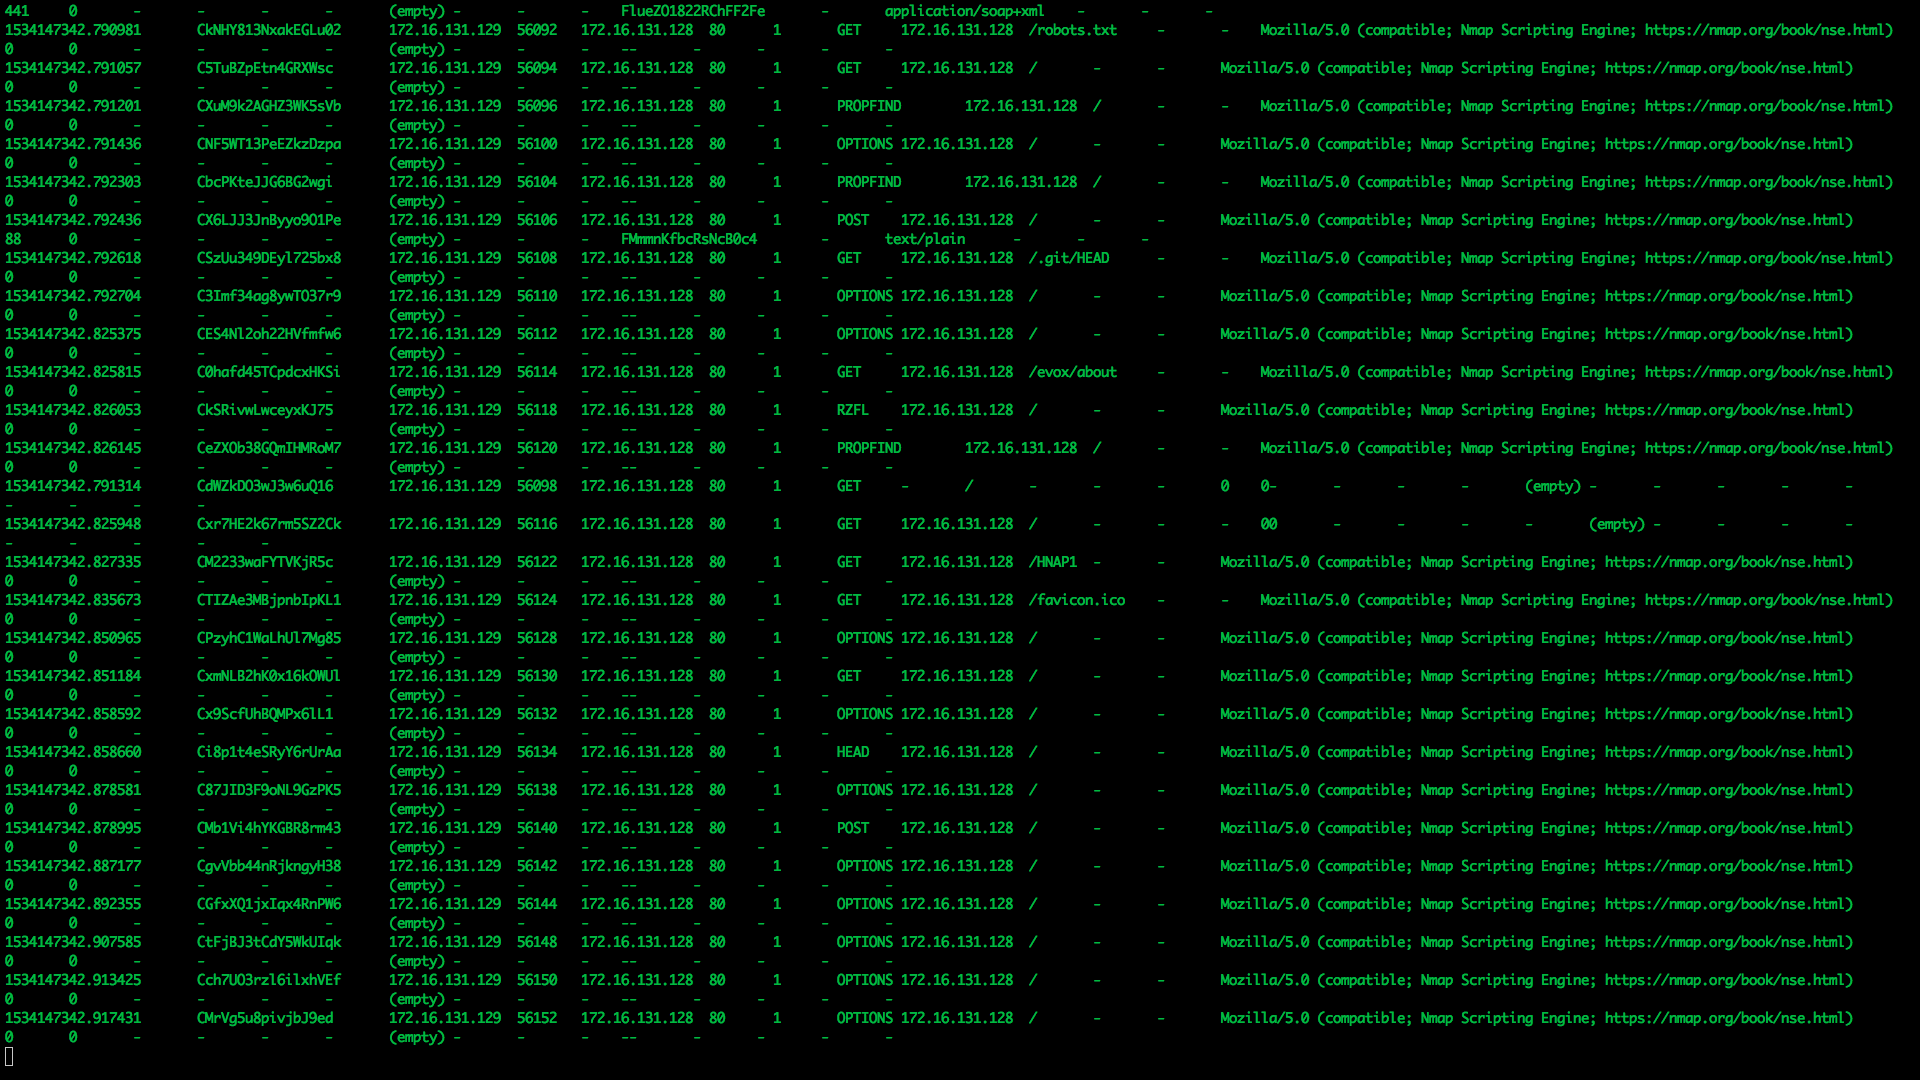 441 0 - - - - (empty) - - - FlueZO1822RChFF2Fe - application/soap+xml - - -
1534147342.790981 CkNHY813NxakEGLu02 172.16.131.129 56092 172.16.131.128 80 1 GET 172.16.131.128 /robots.txt - - Mozilla/5.0 (compatible; Nmap Scripting Engine; https://nmap.org/book/nse.html)
0 0 - - - - (empty) - - - -- - - - -
1534147342.791057 C5TuBZpEtn4GRXWsc 172.16.131.129 56094 172.16.131.128 80 1 GET 172.16.131.128 / - - Mozilla/5.0 (compatible; Nmap Scripting Engine; https://nmap.org/book/nse.html)
0 0 - - - - (empty) - - - -- - - - -
1534147342.791201 CXuM9k2AGHZ3WK5sVb 172.16.131.129 56096 172.16.131.128 80 1 PROPFIND 172.16.131.128 / - - Mozilla/5.0 (compatible; Nmap Scripting Engine; https://nmap.org/book/nse.html)
0 0 - - - - (empty) - - - -- - - - -
1534147342.791436 CNF5WT13PeEZkzDzpa 172.16.131.129 56100 172.16.131.128 80 1 OPTIONS 172.16.131.128 / - - Mozilla/5.0 (compatible; Nmap Scripting Engine; https://nmap.org/book/nse.html)
0 0 - - - - (empty) - - - -- - - - -
1534147342.792303 CbcPKteJJG6BG2wgi 172.16.131.129 56104 172.16.131.128 80 1 PROPFIND 172.16.131.128 / - - Mozilla/5.0 (compatible; Nmap Scripting Engine; https://nmap.org/book/nse.html)
0 0 - - - - (empty) - - - -- - - - -
1534147342.792436 CX6LJJ3JnByyo9O1Pe 172.16.131.129 56106 172.16.131.128 80 1 POST 172.16.131.128 / - - Mozilla/5.0 (compatible; Nmap Scripting Engine; https://nmap.org/book/nse.html)
88 0 - - - - (empty) - - - FMmmnKfbcRsNcB0c4 - text/plain - - -
1534147342.792618 CSzUu349DEyl725bx8 172.16.131.129 56108 172.16.131.128 80 1 GET 172.16.131.128 /.git/HEAD - - Mozilla/5.0 (compatible; Nmap Scripting Engine; https://nmap.org/book/nse.html)
0 0 - - - - (empty) - - - -- - - - -
1534147342.792704 C3Imf34ag8ywTO37r9 172.16.131.129 56110 172.16.131.128 80 1 OPTIONS 172.16.131.128 / - - Mozilla/5.0 (compatible; Nmap Scripting Engine; https://nmap.org/book/nse.html)
0 0 - - - - (empty) - - - -- - - - -
1534147342.825375 CES4Nl2oh22HVfmfw6 172.16.131.129 56112 172.16.131.128 80 1 OPTIONS 172.16.131.128 / - - Mozilla/5.0 (compatible; Nmap Scripting Engine; https://nmap.org/book/nse.html)
0 0 - - - - (empty) - - - -- - - - -
1534147342.825815 C0hafd45TCpdcxHKSi 172.16.131.129 56114 172.16.131.128 80 1 GET 172.16.131.128 /evox/about - - Mozilla/5.0 (compatible; Nmap Scripting Engine; https://nmap.org/book/nse.html)
0 0 - - - - (empty) - - - -- - - - -
1534147342.826053 CkSRivwLwceyxKJ75 172.16.131.129 56118 172.16.131.128 80 1 RZFL 172.16.131.128 / - - Mozilla/5.0 (compatible; Nmap Scripting Engine; https://nmap.org/book/nse.html)
0 0 - - - - (empty) - - - -- - - - -
1534147342.826145 CeZXOb38GQmIHMRoM7 172.16.131.129 56120 172.16.131.128 80 1 PROPFIND 172.16.131.128 / - - Mozilla/5.0 (compatible; Nmap Scripting Engine; https://nmap.org/book/nse.html)
0 0 - - - - (empty) - - - -- - - - -
1534147342.791314 CdWZkDO3wJ3w6uQ16 172.16.131.129 56098 172.16.131.128 80 1 GET - / - - - 0 0- - - - (empty) - - - - -
- - - -
1534147342.825948 Cxr7HE2k67rm5SZ2Ck 172.16.131.129 56116 172.16.131.128 80 1 GET 172.16.131.128 / - - - 00 - - - - (empty) - - - -
- - - - -
1534147342.827335 CM2233waFYTVKjR5c 172.16.131.129 56122 172.16.131.128 80 1 GET 172.16.131.128 /HNAP1 - - Mozilla/5.0 (compatible; Nmap Scripting Engine; https://nmap.org/book/nse.html)
0 0 - - - - (empty) - - - -- - - - -
1534147342.835673 CTIZAe3MBjpnbIpKL1 172.16.131.129 56124 172.16.131.128 80 1 GET 172.16.131.128 /favicon.ico - - Mozilla/5.0 (compatible; Nmap Scripting Engine; https://nmap.org/book/nse.html)
0 0 - - - - (empty) - - - -- - - - -
1534147342.850965 CPzyhC1WaLhUl7Mg85 172.16.131.129 56128 172.16.131.128 80 1 OPTIONS 172.16.131.128 / - - Mozilla/5.0 (compatible; Nmap Scripting Engine; https://nmap.org/book/nse.html)
0 0 - - - - (empty) - - - -- - - - -
1534147342.851184 CxmNLB2hK0x16kOWUl 172.16.131.129 56130 172.16.131.128 80 1 GET 172.16.131.128 / - - Mozilla/5.0 (compatible; Nmap Scripting Engine; https://nmap.org/book/nse.html)
0 0 - - - - (empty) - - - -- - - - -
1534147342.858592 Cx9ScfUhBQMPx6lL1 172.16.131.129 56132 172.16.131.128 80 1 OPTIONS 172.16.131.128 / - - Mozilla/5.0 (compatible; Nmap Scripting Engine; https://nmap.org/book/nse.html)
0 0 - - - - (empty) - - - -- - - - -
1534147342.858660 Ci8p1t4eSRyY6rUrAa 172.16.131.129 56134 172.16.131.128 80 1 HEAD 172.16.131.128 / - - Mozilla/5.0 (compatible; Nmap Scripting Engine; https://nmap.org/book/nse.html)
0 0 - - - - (empty) - - - -- - - - -
1534147342.878581 C87JID3F9oNL9GzPK5 172.16.131.129 56138 172.16.131.128 80 1 OPTIONS 172.16.131.128 / - - Mozilla/5.0 (compatible; Nmap Scripting Engine; https://nmap.org/book/nse.html)
0 0 - - - - (empty) - - - -- - - - -
1534147342.878995 CMb1Vi4hYKGBR8rm43 172.16.131.129 56140 172.16.131.128 80 1 POST 172.16.131.128 / - - Mozilla/5.0 (compatible; Nmap Scripting Engine; https://nmap.org/book/nse.html)
0 0 - - - - (empty) - - - -- - - - -
1534147342.887177 CgvVbb44nRjkngyH38 172.16.131.129 56142 172.16.131.128 80 1 OPTIONS 172.16.131.128 / - - Mozilla/5.0 (compatible; Nmap Scripting Engine; https://nmap.org/book/nse.html)
0 0 - - - - (empty) - - - -- - - - -
1534147342.892355 CGfxXQ1jxIqx4RnPW6 172.16.131.129 56144 172.16.131.128 80 1 OPTIONS 172.16.131.128 / - - Mozilla/5.0 (compatible; Nmap Scripting Engine; https://nmap.org/book/nse.html)
0 0 - - - - (empty) - - - -- - - - -
1534147342.907585 CtFjBJ3tCdY5WkUIqk 172.16.131.129 56148 172.16.131.128 80 1 OPTIONS 172.16.131.128 / - - Mozilla/5.0 (compatible; Nmap Scripting Engine; https://nmap.org/book/nse.html)
0 0 - - - - (empty) - - - -- - - - -
1534147342.913425 Cch7UO3rzl6ilxhVEf 172.16.131.129 56150 172.16.131.128 80 1 OPTIONS 172.16.131.128 / - - Mozilla/5.0 (compatible; Nmap Scripting Engine; https://nmap.org/book/nse.html)
0 0 - - - - (empty) - - - -- - - - -
1534147342.917431 CMrVg5u8pivjbJ9ed 172.16.131.129 56152 172.16.131.128 80 1 OPTIONS 172.16.131.128 / - - Mozilla/5.0 (compatible; Nmap Scripting Engine; https://nmap.org/book/nse.html)
0 0 - - - - (empty) - - - -- - - - -